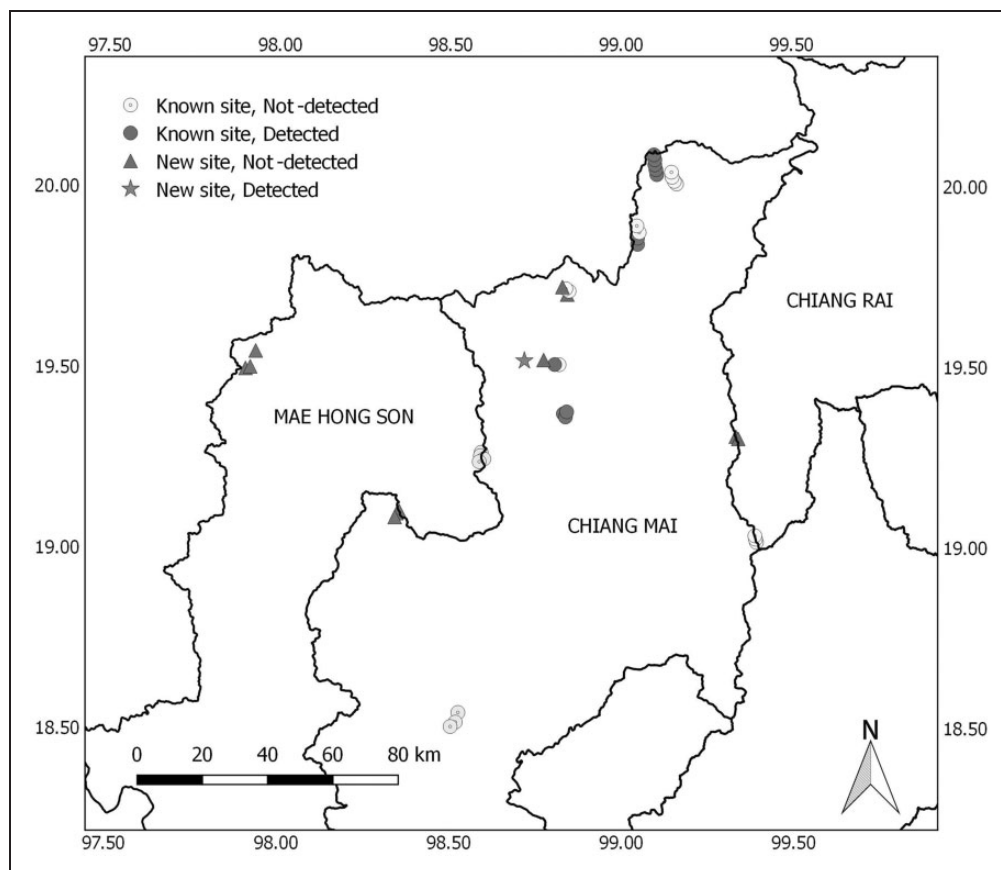 97.50 98.00 98.50 99.00 99.50
Known site, Not-detected
Known site, Detected
New site, Not-detected
New site, Detected
20.00 20.00
CHIANG RAI
19.50 19.50
MAE HONG SON
CHIANG MAI
19.00 19.00
18.50 18.50
N
0 20 40 60 80 km
97.50 98.00 98.50 99.00 99.50